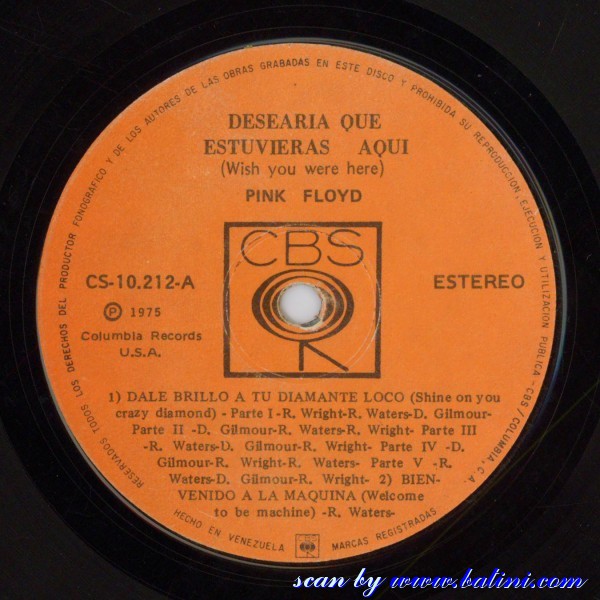 RESERVADOS TODOS LOS DERECHOS DEL PRODUCTOR FONOGRAFICO Y DE LOS AUTORES DE LAS OBRAS GRABADAS EN ESTE DISCO Y PROHIBIDA SU REPRODUCCION, EJECUCION Y UTILIZACION PUBLICA - CBS / COLUMBIA, C.A.
DESEARIA QUE
ESTUVIERAS AQUI
(Wish you were here)
PINK FLOYD
CBS
CS-10.212-A
ESTEREO
Ⓟ 1975
Columbia Records
U.S.A.
1) DALE BRILLO A TU DIAMANTE LOCO (Shine on you
crazy diamond) - Parte I -R. Wright-R. Waters-D. Gilmour-
Parte II -D. Gilmour-R. Waters-R. Wright- Parte III
-R. Waters-D. Gilmour-R. Wright- Parte IV -D.
Gilmour-R. Wright-R. Waters- Parte V -R.
Waters-D. Gilmour-R. Wright- 2) BIEN-
VENIDO A LA MAQUINA (Welcome
to be machine) -R. Waters-
HECHO EN VENEZUELA
MARCAS REGISTRADAS
scan by www.batini.com